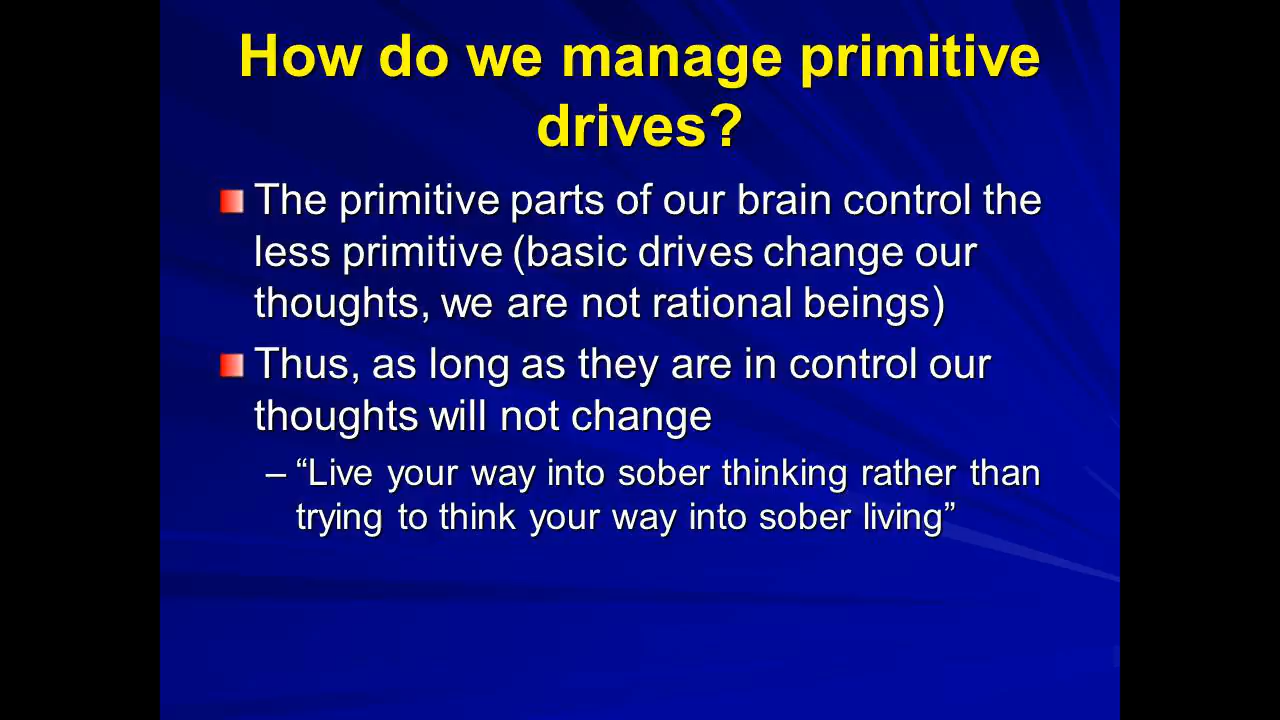 How do we manage primitive
drives?
The primitive parts of our brain control the
less primitive (basic drives change our
thoughts, we are not rational beings)
Thus, as long as they are in control our
thoughts will not change
– “Live your way into sober thinking rather than
trying to think your way into sober living”